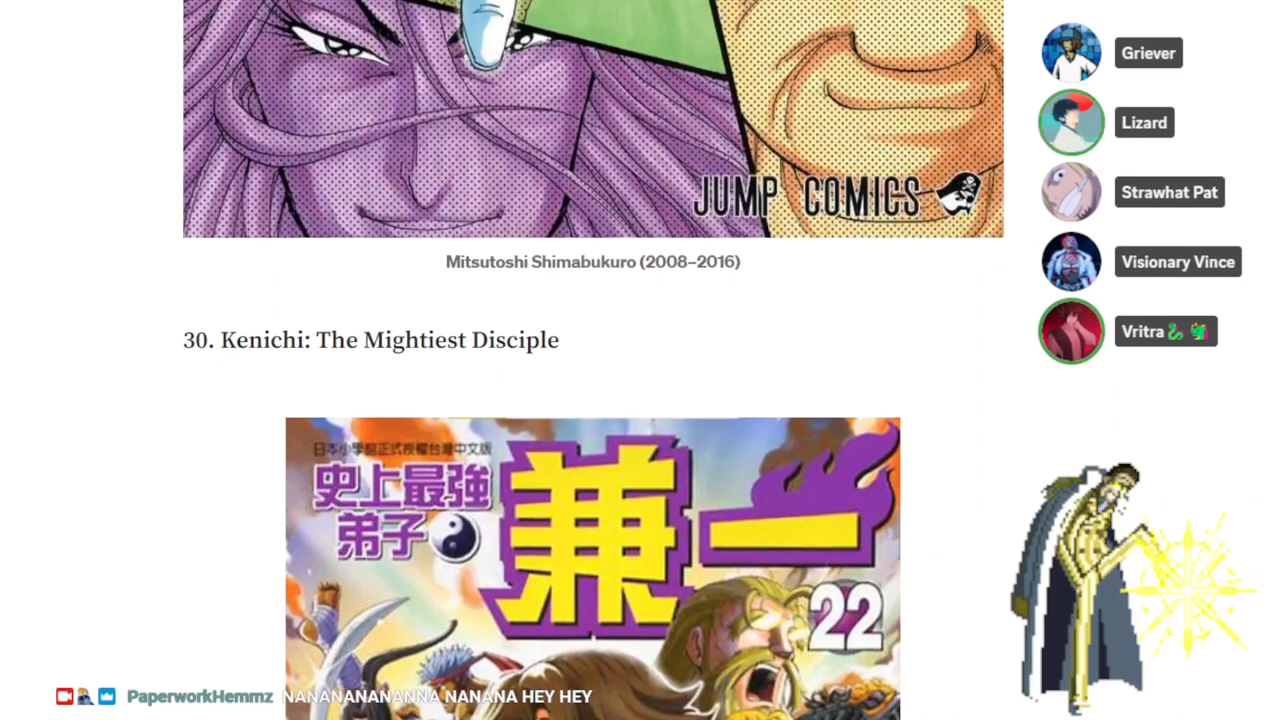 JUMP COMICS
Mitsutoshi Shimabukuro (2008–2016)
30. Kenichi: The Mightiest Disciple
日本小學館正式授權台灣中文版
史上最強
弟子
兼一
22
PaperworkHemmz NANANANANANNA NANANA HEY HEY
Griever
Lizard
Strawhat Pat
Visionary Vince
Vritra🐍 🐲